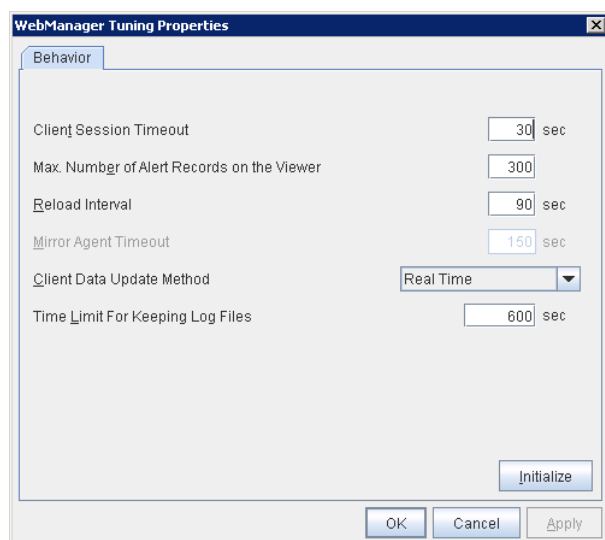 WebManager Tuning Properties
Behavior
Client Session Timeout 30 sec
Max. Number of Alert Records on the Viewer 300
Reload Interval 90 sec
Mirror Agent Timeout 150 sec
Client Data Update Method Real Time
Time Limit For Keeping Log Files 600 sec
Initialize
OK Cancel Apply